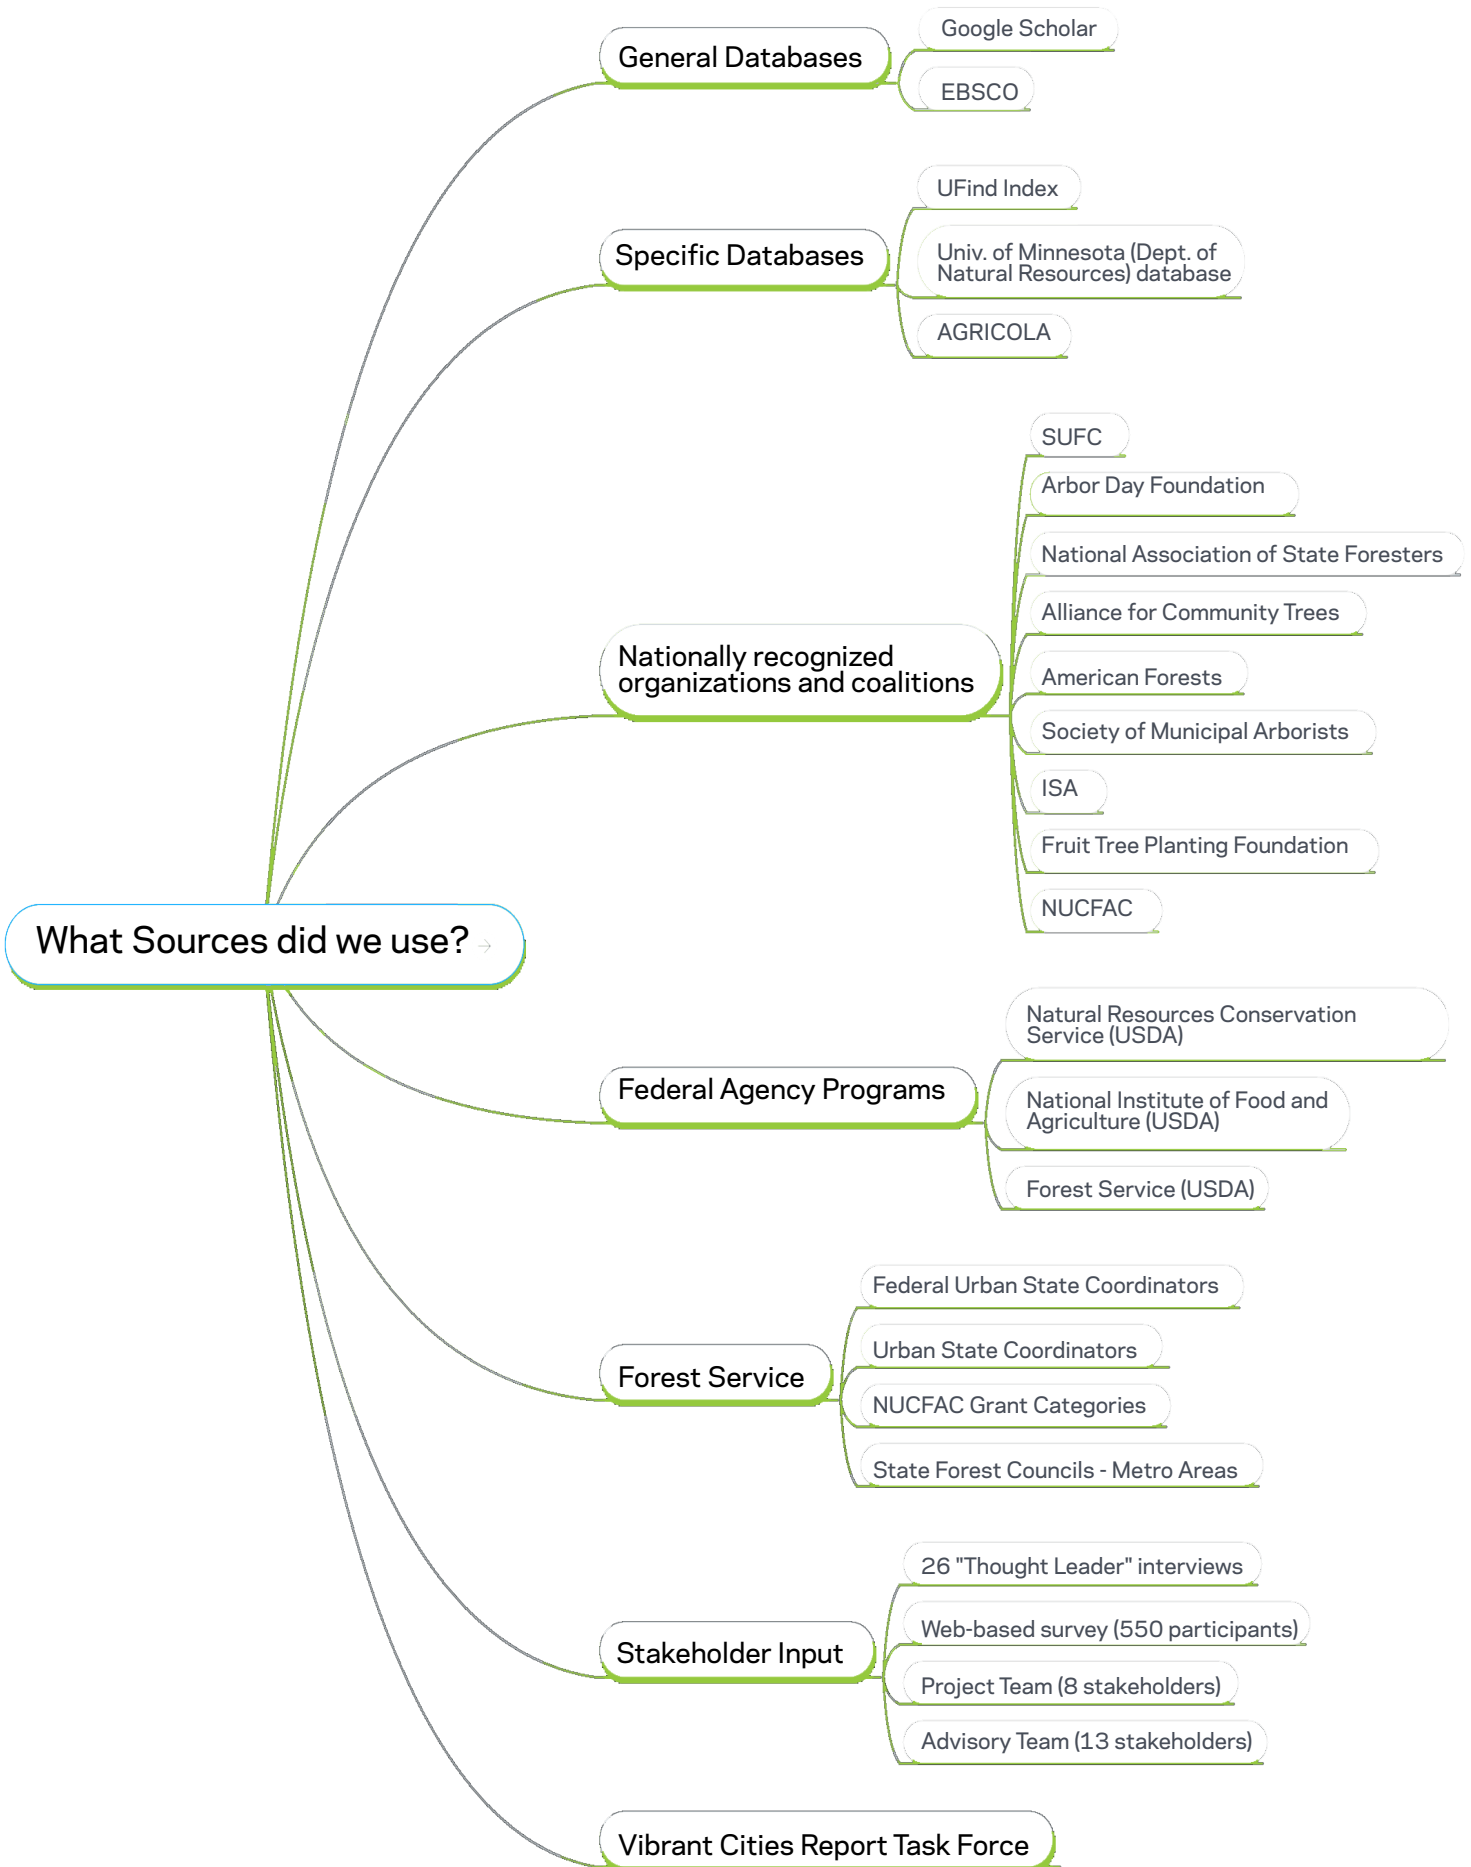 General Databases
Google Scholar
EBSCO
Specific Databases
UFind Index
Univ. of Minnesota (Dept. of
Natural Resources) database
AGRICOLA
Nationally recognized
organizations and coalitions
SUFC
Arbor Day Foundation
National Association of State Foresters
Alliance for Community Trees
American Forests
Society of Municipal Arborists
ISA
Fruit Tree Planting Foundation
NUCFAC
What Sources did we use?
Federal Agency Programs
Natural Resources Conservation
Service (USDA)
National Institute of Food and
Agriculture (USDA)
Forest Service (USDA)
Forest Service
Federal Urban State Coordinators
Urban State Coordinators
NUCFAC Grant Categories
State Forest Councils - Metro Areas
Stakeholder Input
26 "Thought Leader" interviews
Web-based survey (550 participants)
Project Team (8 stakeholders)
Advisory Team (13 stakeholders)
Vibrant Cities Report Task Force